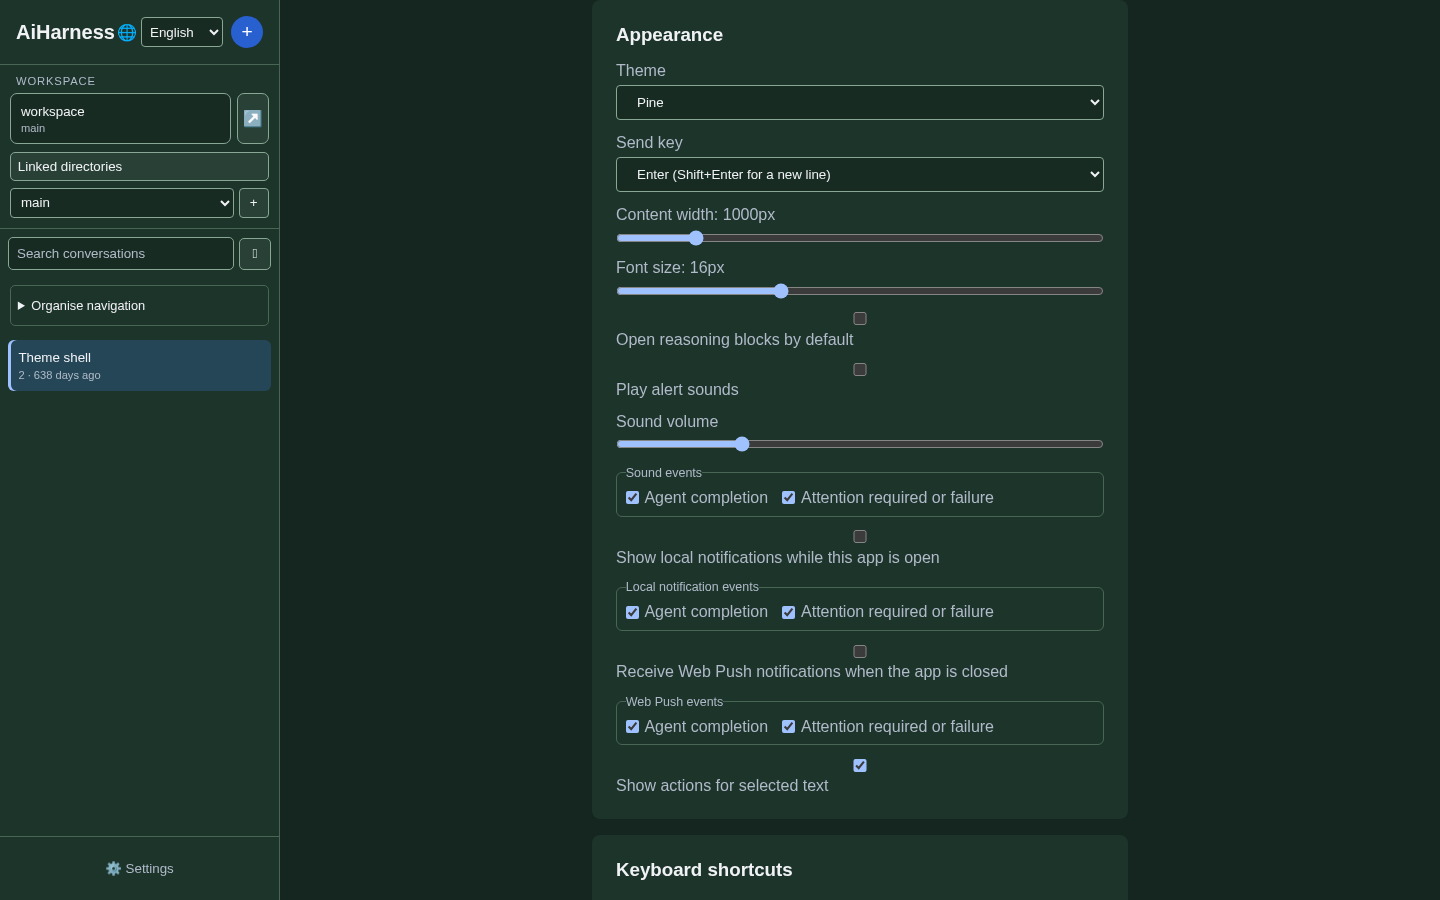 AiHarness
English
+
WORKSPACE
workspace
main
Linked directories
main
+
Search conversations
Organise navigation
Theme shell
2 · 638 days ago
Settings
Appearance
Theme
Pine
Send key
Enter (Shift+Enter for a new line)
Content width: 1000px
Font size: 16px
Open reasoning blocks by default
Play alert sounds
Sound volume
Sound events
Agent completion Attention required or failure
Show local notifications while this app is open
Local notification events
Agent completion Attention required or failure
Receive Web Push notifications when the app is closed
Web Push events
Agent completion Attention required or failure
Show actions for selected text
Keyboard shortcuts